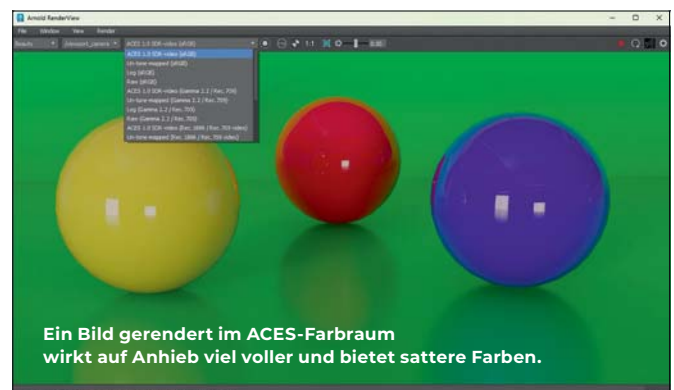 Arnold RenderView
File Window View Render
Beauty
ACES 1.0 SDR-video (sRGB)
1:1
0.00
ACES 1.0 SDR-video (sRGB)
Un-tone-mapped (sRGB)
Log (sRGB)
Raw (sRGB)
ACES 1.0 SDR-video (Gamma 2.2 / Rec. 709)
Un-tone-mapped (Gamma 2.2 / Rec. 709)
Log (Gamma 2.2 / Rec. 709)
Raw (Gamma 2.2 / Rec. 709)
ACES 1.0 SDR-video (Rec. 1886 / Rec. 709 video)
Un-tone-mapped (Rec. 1886 / Rec. 709 video)
Ein Bild gerendert im ACES-Farbraum
wirkt auf Anhieb viel voller und bietet sattere Farben.